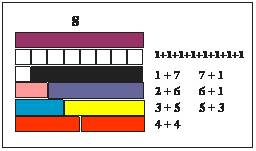 8
1+1+1+1+1+1+1+1
1 + 7 7 + 1
2 + 6 6 + 1
3 + 5 5 + 3
4 + 4